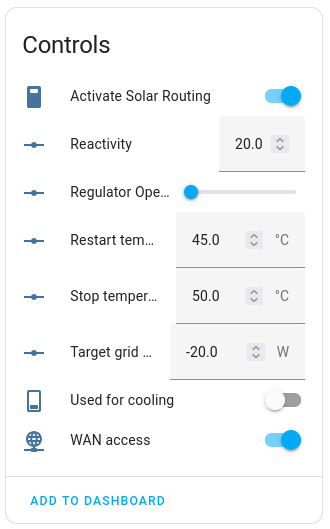 Controls
Activate Solar Routing
Reactivity 20.0
Regulator Ope...
Restart tem... 45.0 °C
Stop temper... 50.0 °C
Target grid ... -20.0 W
Used for cooling
WAN access
ADD TO DASHBOARD